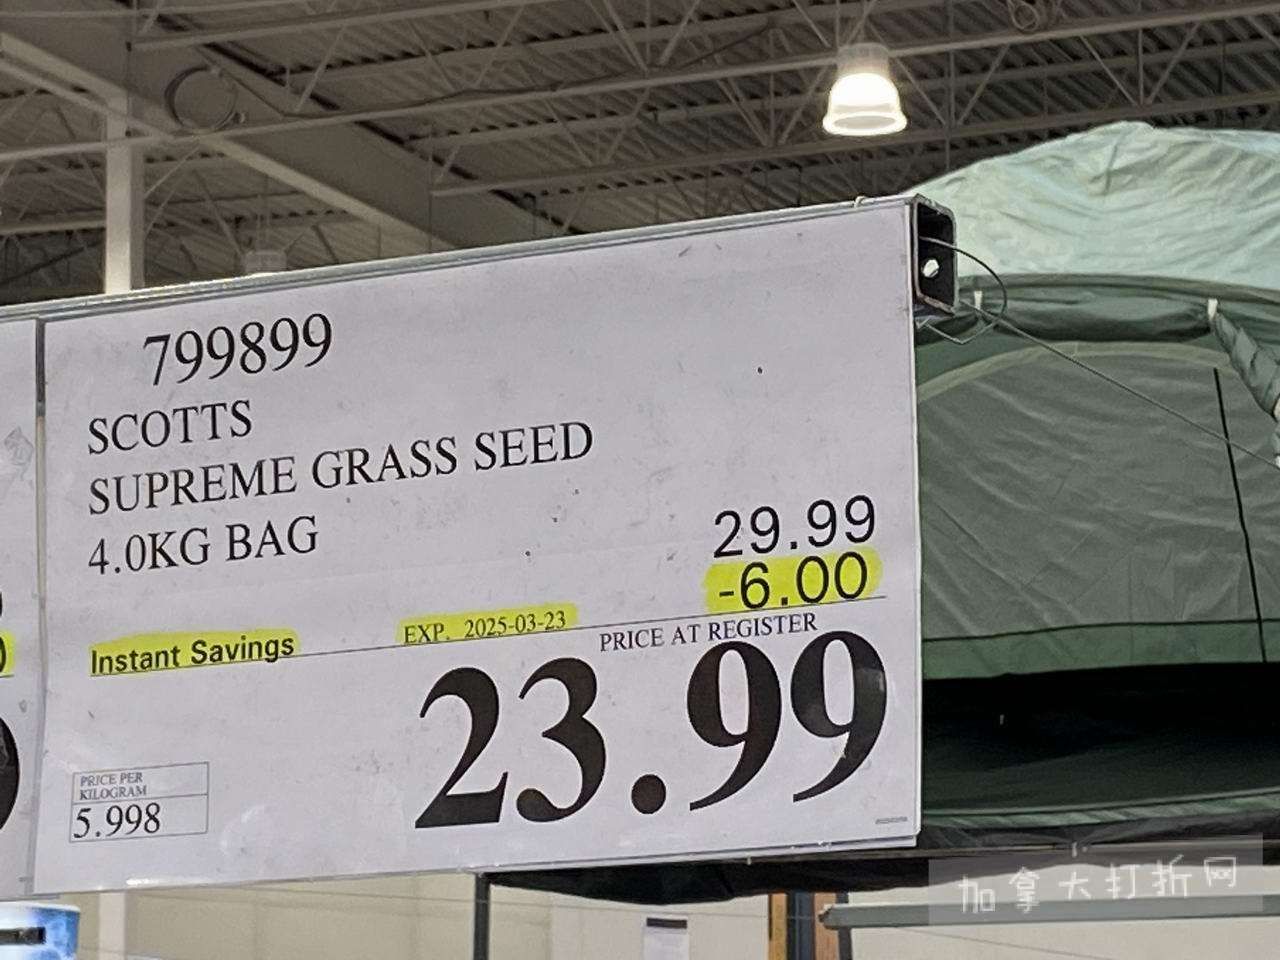 799899
SCOTTS
SUPREME GRASS SEED
4.0KG BAG
29.99
-6.00
Instant Savings
EXP. 2025-03-23
PRICE AT REGISTER
23.99
PRICE PER
KILOGRAM
5.998
加拿大打折网